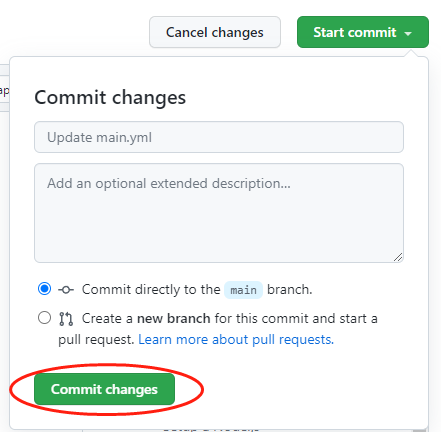 Cancel changes
Start commit
ap
Commit changes
Update main.yml
Add an optional extended description...
Commit directly to the main branch.
Create a new branch for this commit and start a
pull request. Learn more about pull requests.
Commit changes